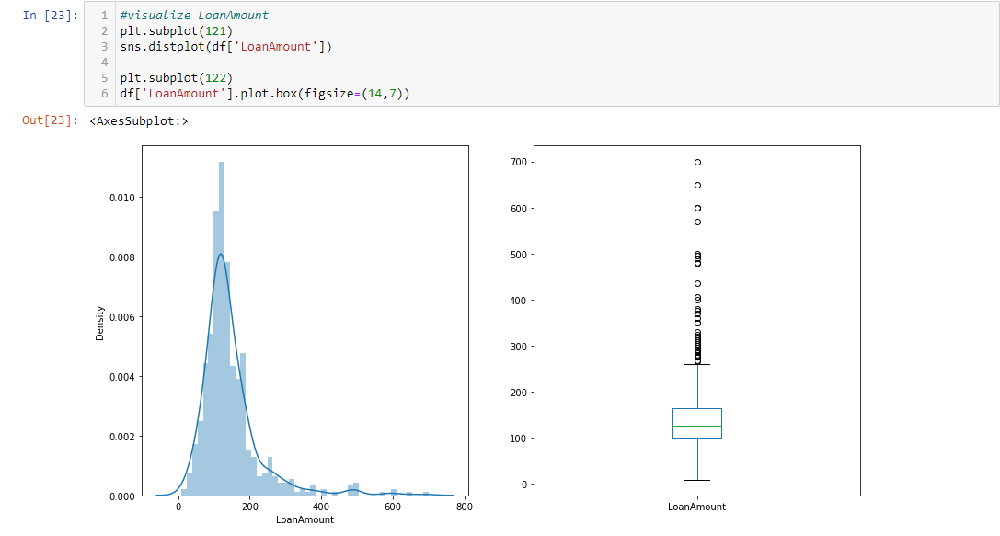 In [23]:
1 #visualize LoanAmount
2 plt.subplot(121)
3 sns.distplot(df['LoanAmount'])
4
5 plt.subplot(122)
6 df['LoanAmount'].plot.box(figsize=(14,7))
Out[23]: <AxesSubplot:>
0.010
0.008
0.006
0.004
0.002
0.000
Density
0 200 400 600 800
LoanAmount
700
600
500
400
300
200
100
0
LoanAmount